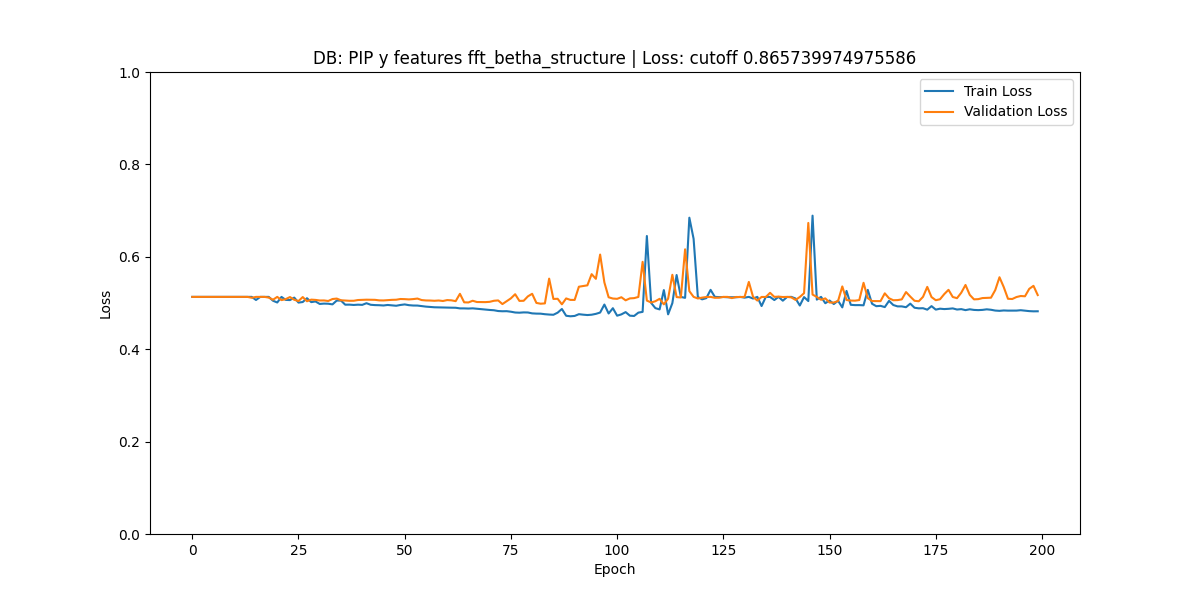 DB: PIP y features fft_betha_structure | Loss: cutoff 0.865739974975586
Train Loss
Validation Loss
Loss
1.0
0.8
0.6
0.4
0.2
0.0
0 25 50 75 100 125 150 175 200
Epoch